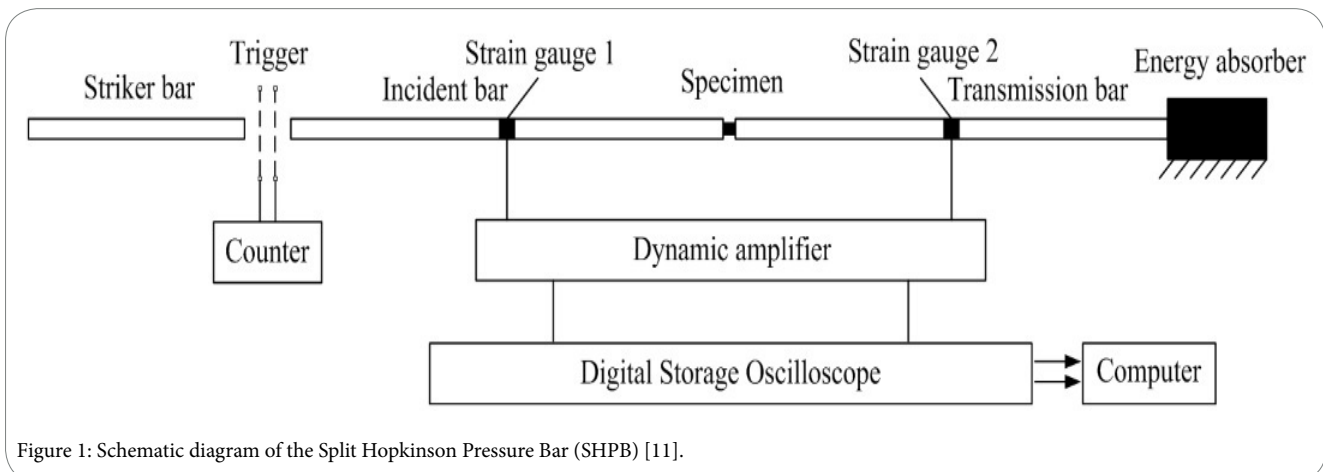 Trigger
Strain gauge 1
Strain gauge 2
Energy absorber
Striker bar
Incident bar
Specimen
Transmission bar
Counter
Dynamic amplifier
Digital Storage Oscilloscope
Computer
Figure 1: Schematic diagram of the Split Hopkinson Pressure Bar (SHPB) [11].